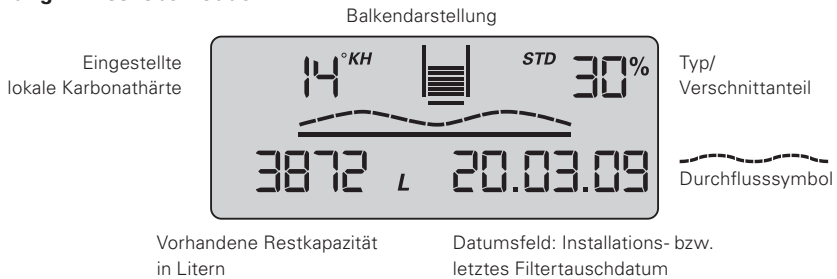 Balkendarstellung
Eingestellte
lokale Karbonathärte
14 °KH
STD 30%
Typ/
Verschnittanteil
3872 L 20.03.09
Durchflusssymbol
Vorhandene Restkapazität
in Litern
Datumsfeld: Installations- bzw.
letztes Filtertauschdatum